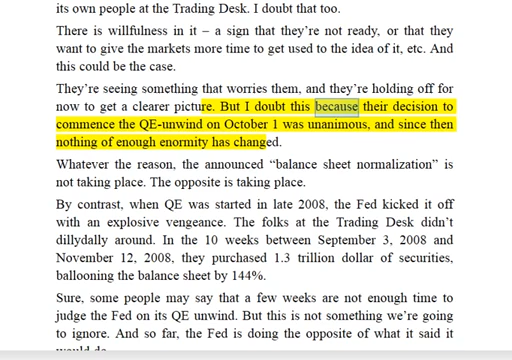 its own people at the Trading Desk. I doubt that too.
There is willfulness in it – a sign that they're not ready, or that they
want to give the markets more time to get used to the idea of it, etc. And
this could be the case.
They're seeing something that worries them, and they're holding off for
now to get a clearer picture. But I doubt this because their decision to
commence the QE-unwind on October 1 was unanimous, and since then
nothing of enough enormity has changed.
Whatever the reason, the announced “balance sheet normalization” is
not taking place. The opposite is taking place.
By contrast, when QE was started in late 2008, the Fed kicked it off
with an explosive vengeance. The folks at the Trading Desk didn't
dillydally around. In the 10 weeks between September 3, 2008 and
November 12, 2008, they purchased 1.3 trillion dollar of securities,
ballooning the balance sheet by 144%.
Sure, some people may say that a few weeks are not enough time to
judge the Fed on its QE unwind. But this is not something we're going
to ignore. And so far, the Fed is doing the opposite of what it said it
would do.